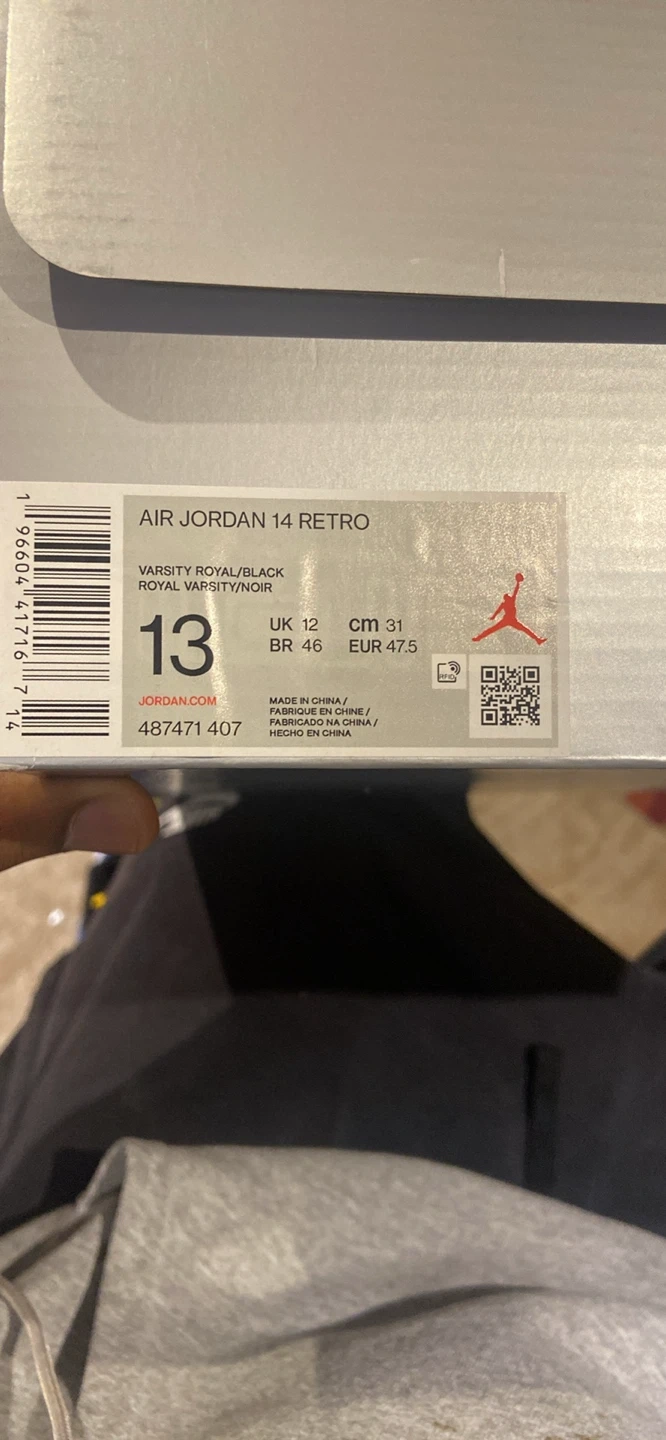 AIR JORDAN 14 RETRO
VARSITY ROYAL/BLACK
ROYAL VARSITY/NOIR
13
UK 12 cm 31
BR 46 EUR 47.5
RFID
JORDAN.COM
487471 407
MADE IN CHINA /
FABRIQUE EN CHINE /
FABRICADO NA CHINA /
HECHO EN CHINA
1 96604 41716 7 14